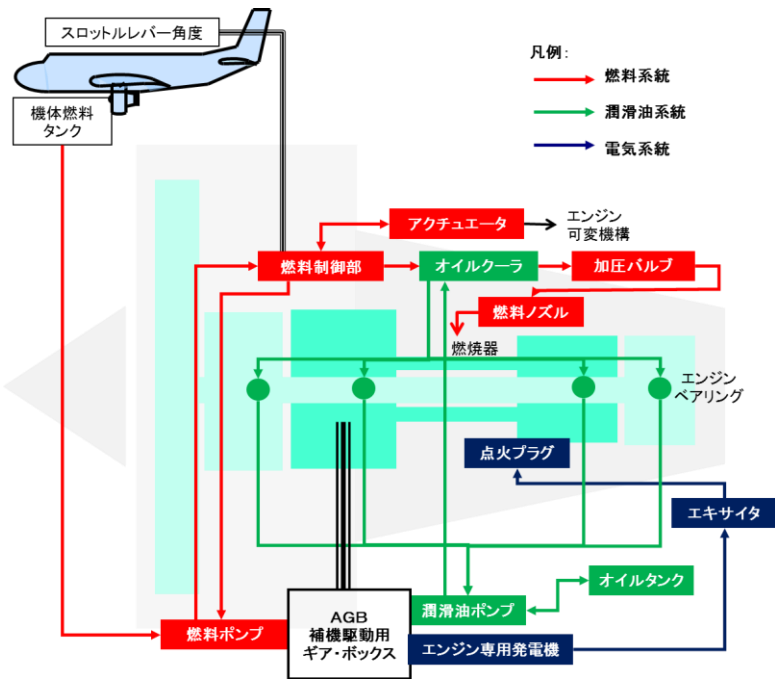 スロットルレバー角度
機体燃料
タンク
凡例:
燃料系統
潤滑油系統
電気系統
アクチュエータ
エンジン
可変機構
燃料制御部
オイルクーラ
加圧バルブ
燃料ノズル
燃焼器
エンジン
ベアリング
点火プラグ
エキサイタ
オイルタンク
潤滑油ポンプ
燃料ポンプ
AGB
補機駆動用
ギア・ボックス
エンジン専用発電機